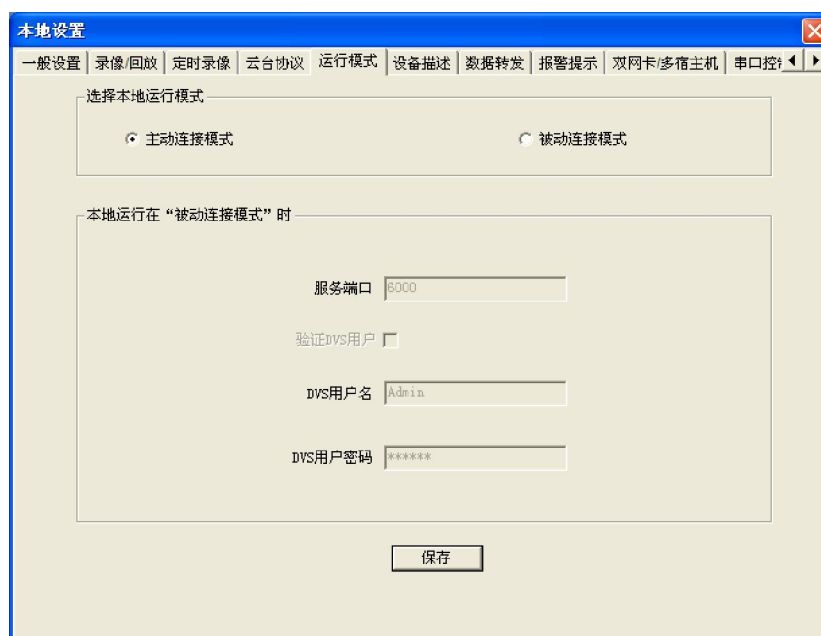 本地设置
一般设置 录像/回放 定时录像 云台协议 运行模式 设备描述 数据转发 报警提示 双网卡/多宿主机 串口控
选择本地运行模式
主动连接模式 被动连接模式
本地运行在“被动连接模式”时
服务端口 6000
验证DVS用户
DVS用户名 Admin
DVS用户密码 ******
保存